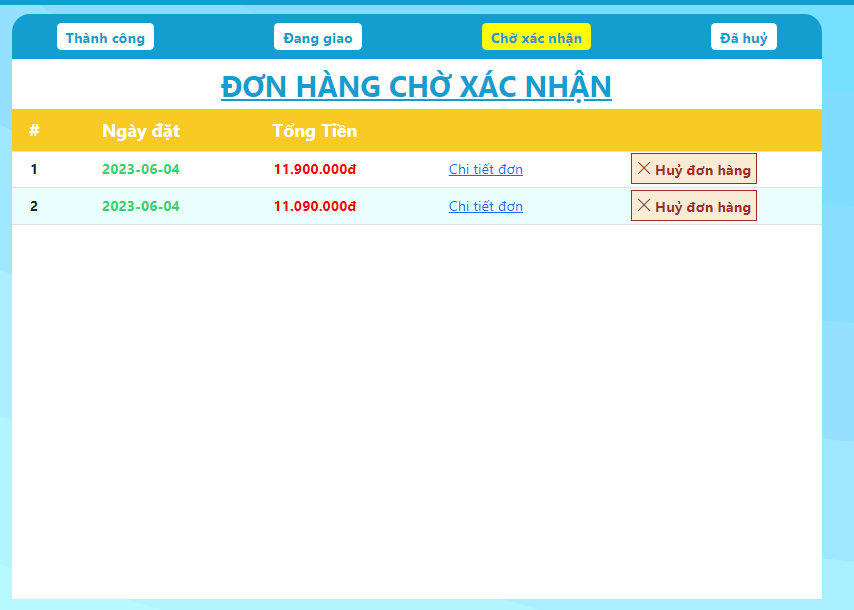 Thành công Đang giao Chờ xác nhận Đã huỷ
ĐƠN HÀNG CHỜ XÁC NHẬN
# Ngày đặt Tổng Tiền
1 2023-06-04 11.900.000đ Chi tiết đơn Huỷ đơn hàng
2 2023-06-04 11.090.000đ Chi tiết đơn Huỷ đơn hàng